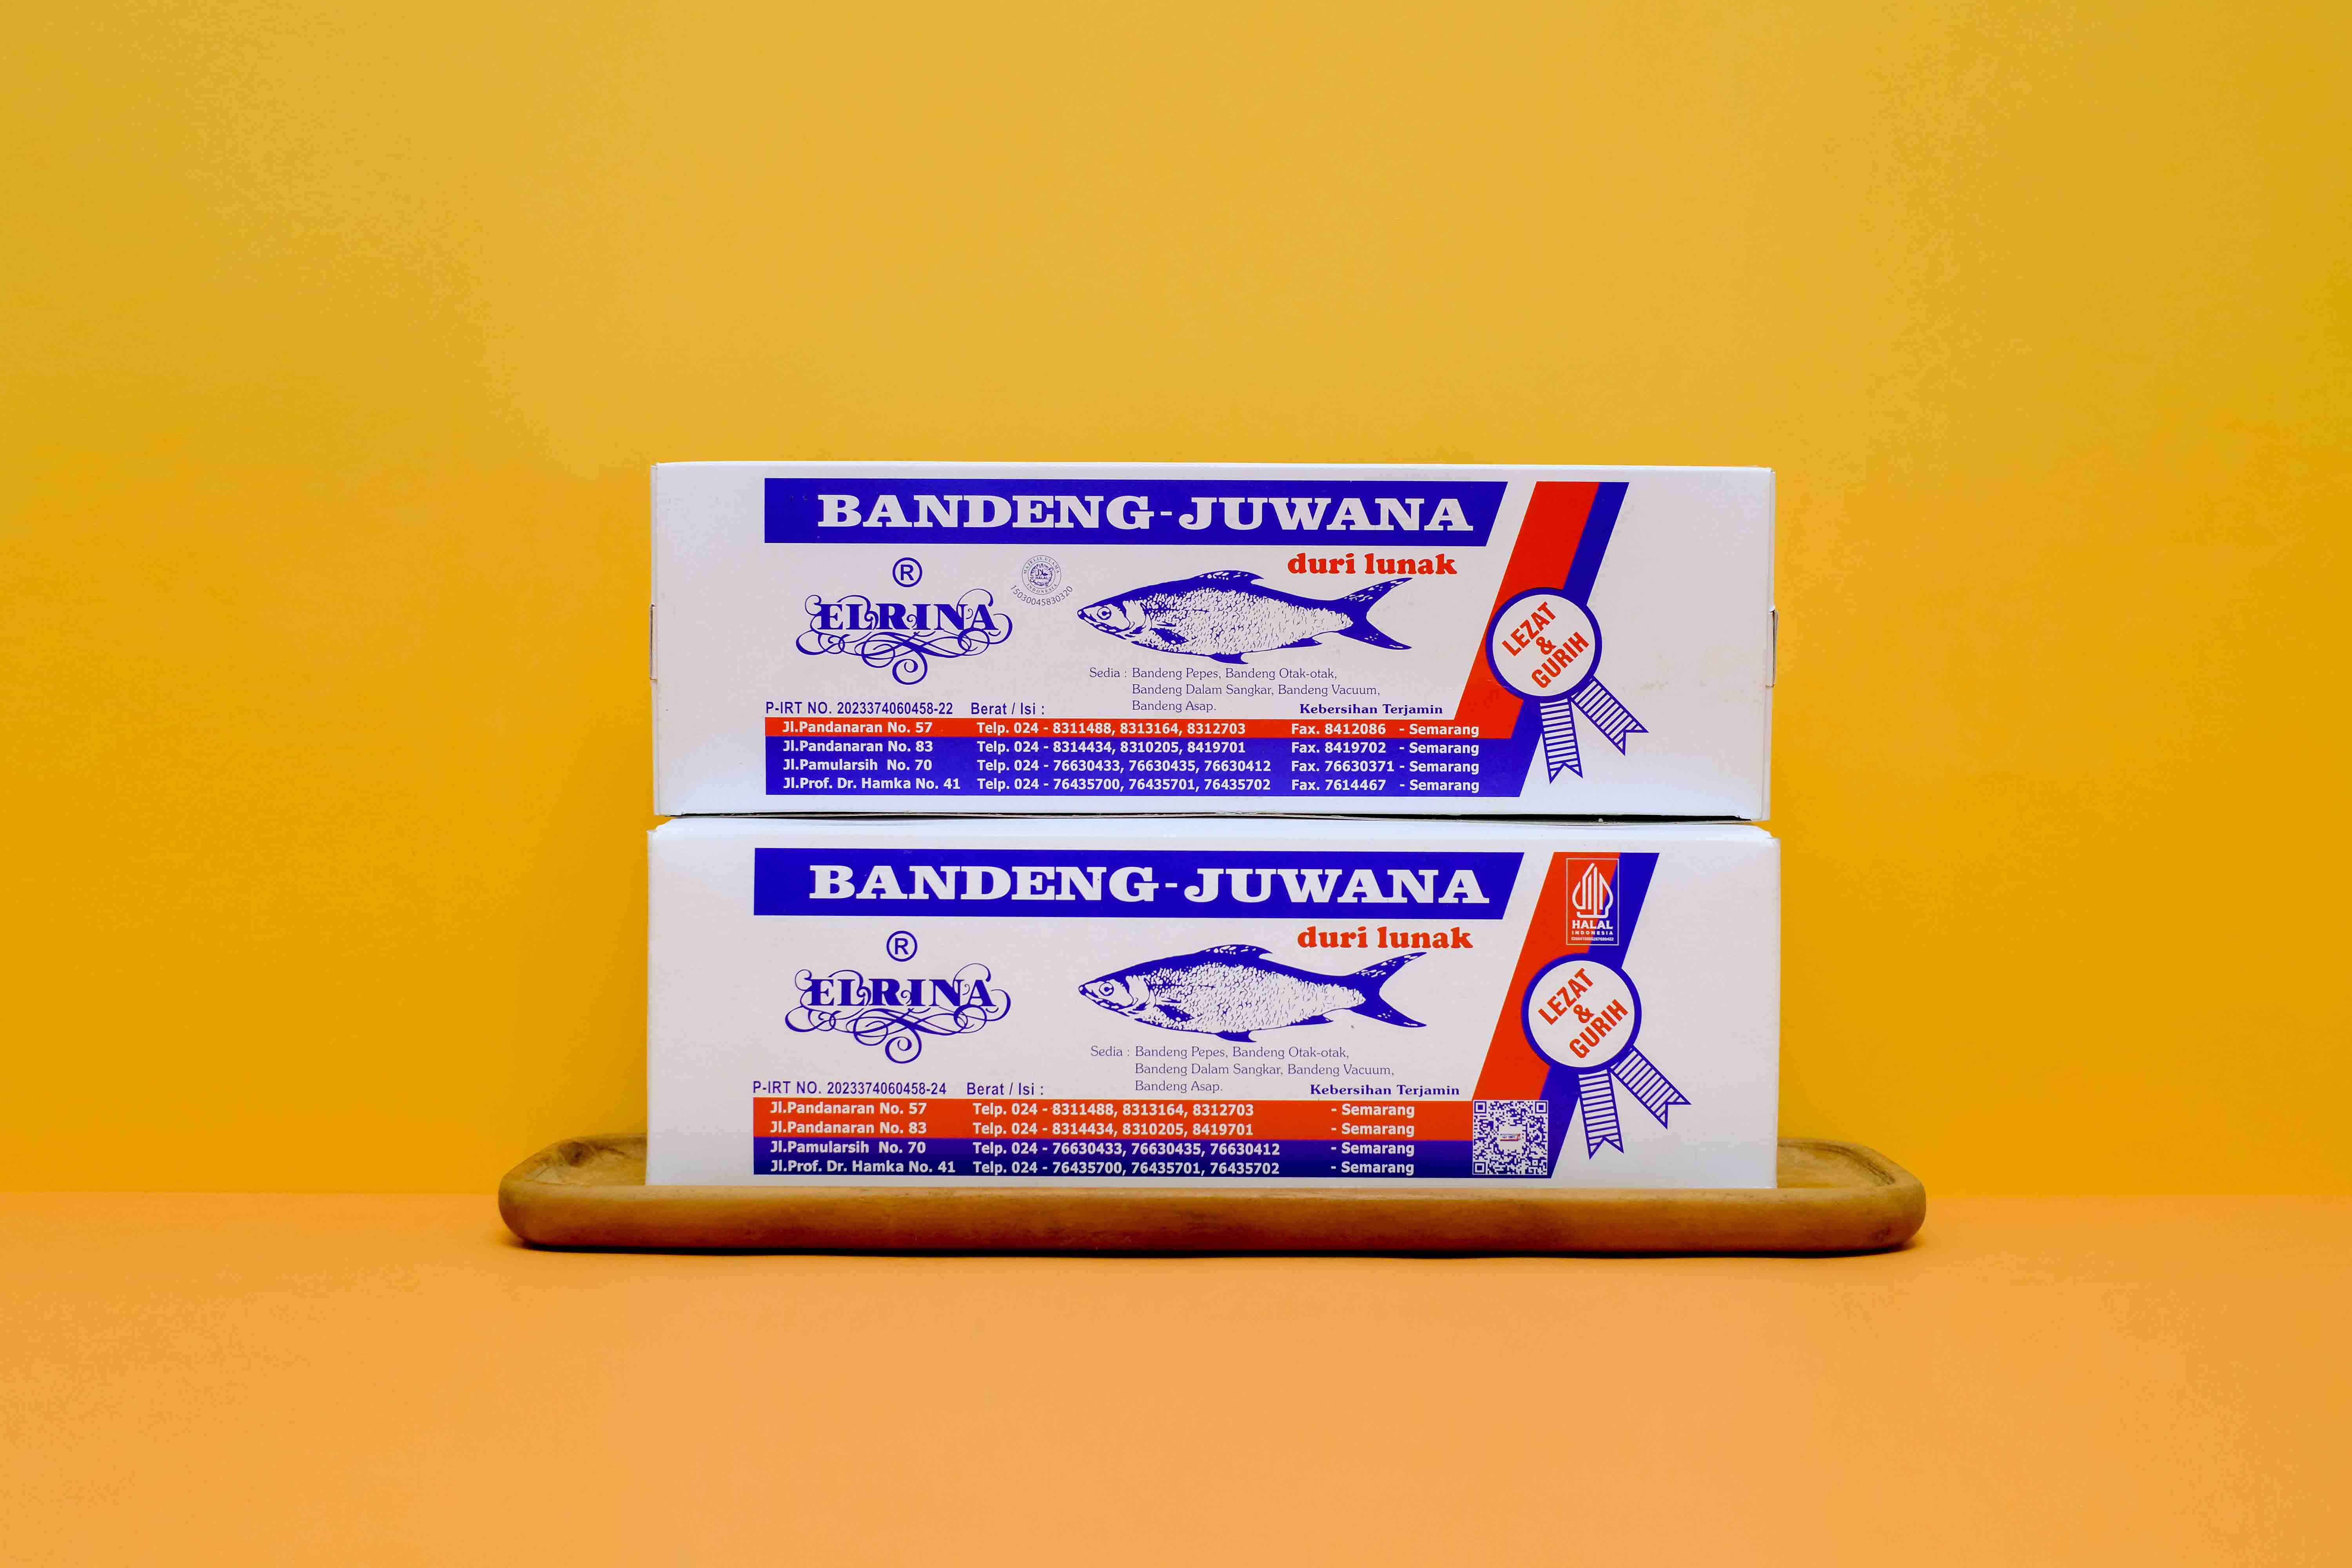 BANDENG-JUWANA
duri lunak
®
ELRINA
15030045830320
LEZAT
&
GURIH
Sedia : Bandeng Pepes, Bandeng Otak-otak,
Bandeng Dalam Sangkar, Bandeng Vacuum,
Bandeng Asap.
P-IRT NO. 2023374060458-22 Berat / Isi : Kebersihan Terjamin
Jl.Pandanaran No. 57 Telp. 024 - 8311488, 8313164, 8312703 Fax. 8412086 - Semarang
Jl.Pandanaran No. 83 Telp. 024 - 8314434, 8310205, 8419701 Fax. 8419702 - Semarang
Jl.Pamularsih No. 70 Telp. 024 - 76630433, 76630435, 76630412 Fax. 76630371 - Semarang
Jl.Prof. Dr. Hamka No. 41 Telp. 024 - 76435700, 76435701, 76435702 Fax. 7614467 - Semarang
BANDENG-JUWANA
HALAL
INDONESIA
duri lunak
®
ELRINA
LEZAT
&
GURIH
Sedia : Bandeng Pepes, Bandeng Otak-otak,
Bandeng Dalam Sangkar, Bandeng Vacuum,
Bandeng Asap.
P-IRT NO. 2023374060458-24 Berat / Isi : Kebersihan Terjamin
Jl.Pandanaran No. 57 Telp. 024 - 8311488, 8313164, 8312703 - Semarang
Jl.Pandanaran No. 83 Telp. 024 - 8314434, 8310205, 8419701 - Semarang
Jl.Pamularsih No. 70 Telp. 024 - 76630433, 76630435, 76630412 - Semarang
Jl.Prof. Dr. Hamka No. 41 Telp. 024 - 76435700, 76435701, 76435702 - Semarang